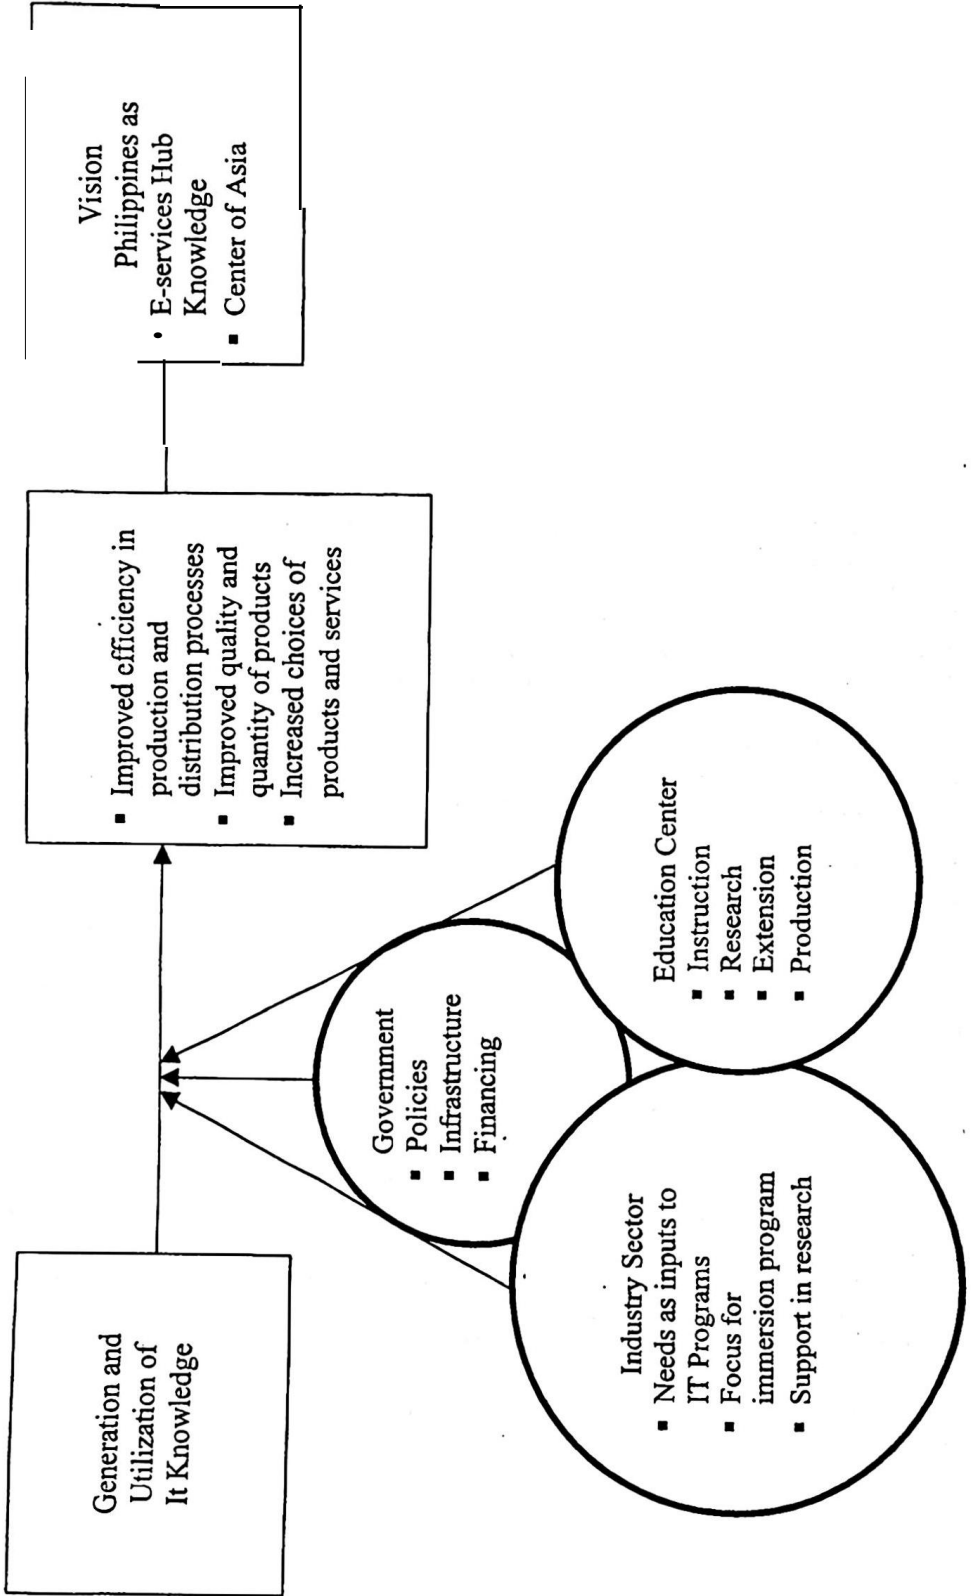 Generation and
Utilization of
It Knowledge
▪ Improved efficiency in
production and
distribution processes
▪ Improved quality and
quantity of products
▪ Increased choices of
products and services
Vision
Philippines as
• E-services Hub
Knowledge
▪ Center of Asia
Government
▪ Policies
▪ Infrastructure
▪ Financing
Industry Sector
▪ Needs as inputs to
IT Programs
▪ Focus for
immersion program
▪ Support in research
Education Center
▪ Instruction
▪ Research
▪ Extension
▪ Production